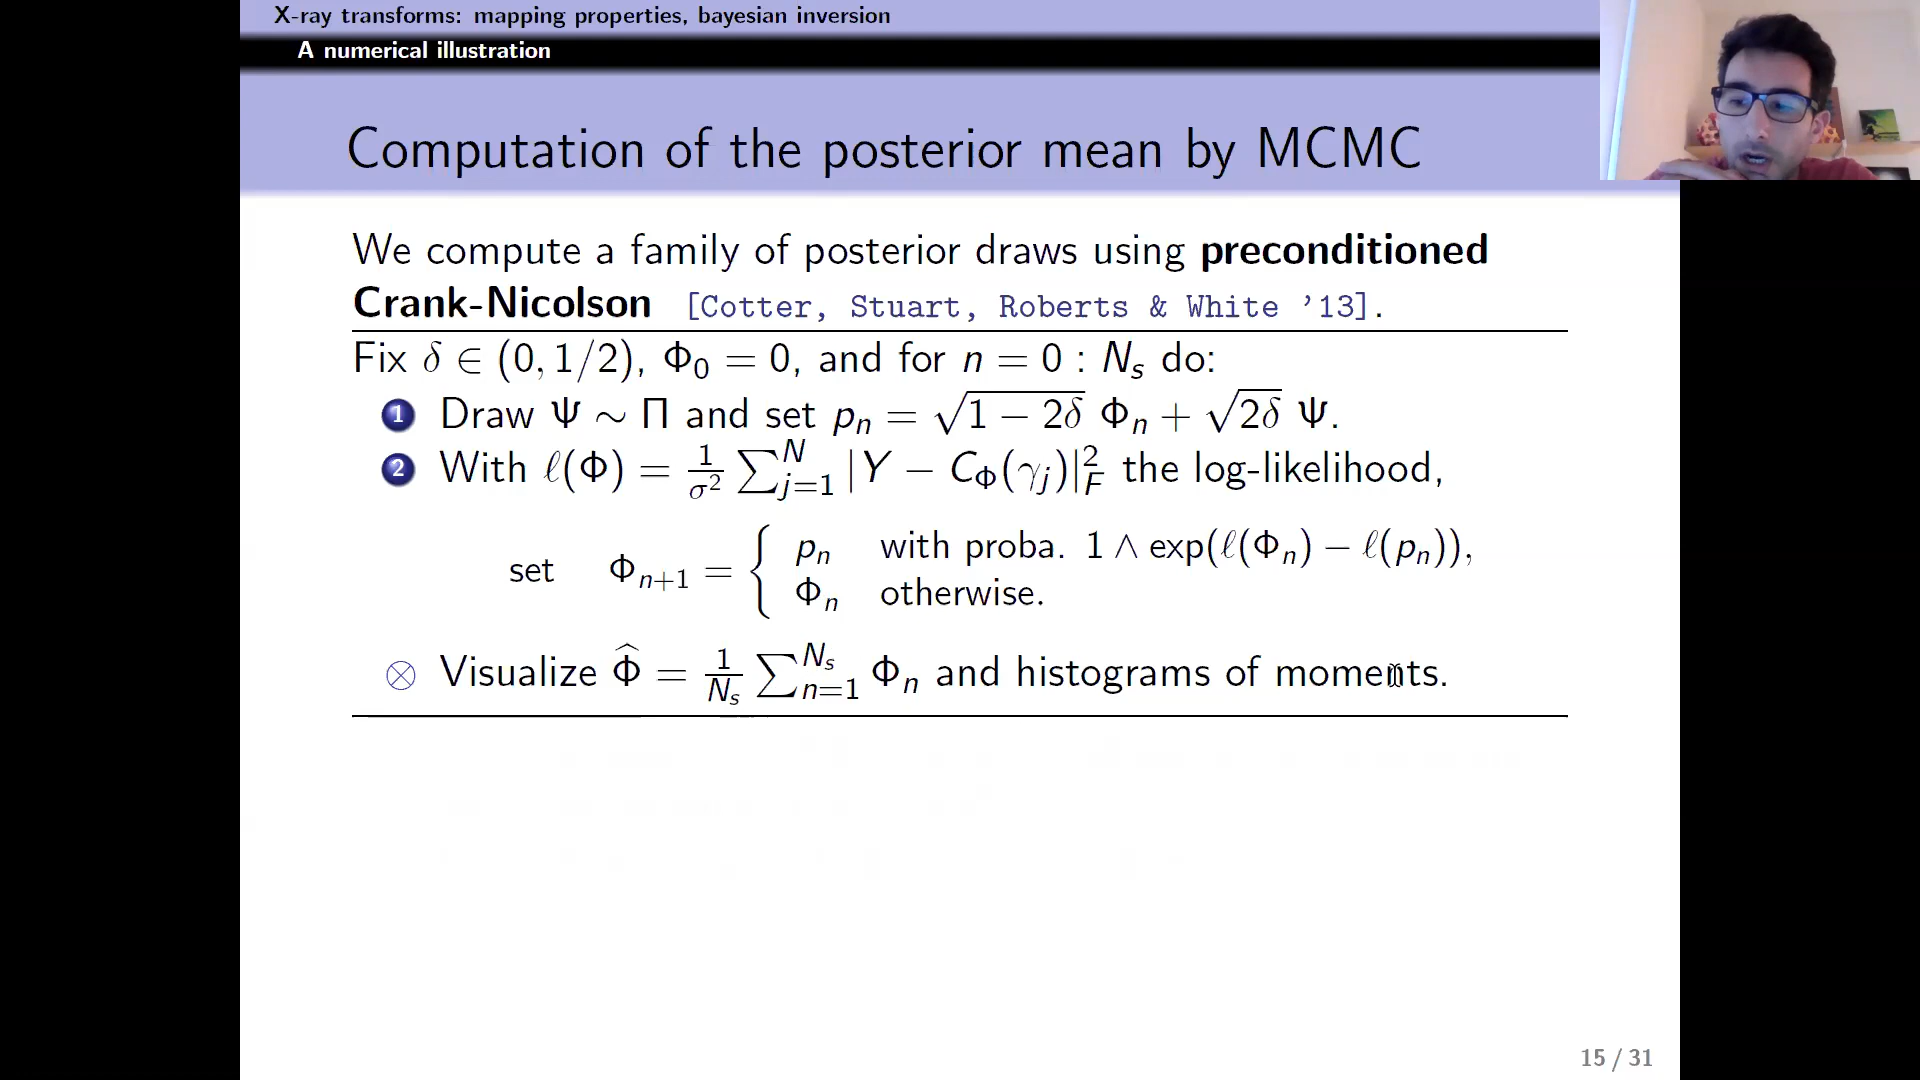 X-ray transforms: mapping properties, bayesian inversion
A numerical illustration
Computation of the posterior mean by MCMC
We compute a family of posterior draws using preconditioned
Crank-Nicolson [Cotter, Stuart, Roberts & White '13].
Fix δ ∈ (0, 1/2), Φ₀ = 0, and for n = 0 : Nₛ do:
1 Draw Ψ ∼ Π and set pₙ = √(1 − 2δ) Φₙ + √(2δ) Ψ.
2 With ℓ(Φ) = 1/σ² ∑_{j=1}^{N} |Y − C_Φ(γ_j)|²_F the log-likelihood,
set Φ_{n+1} = { pₙ with proba. 1 ∧ exp(ℓ(Φₙ) − ℓ(pₙ)),
Φₙ otherwise.
⊗ Visualize Φ̂ = 1/Nₛ ∑_{n=1}^{Nₛ} Φₙ and histograms of moments.
15 / 31